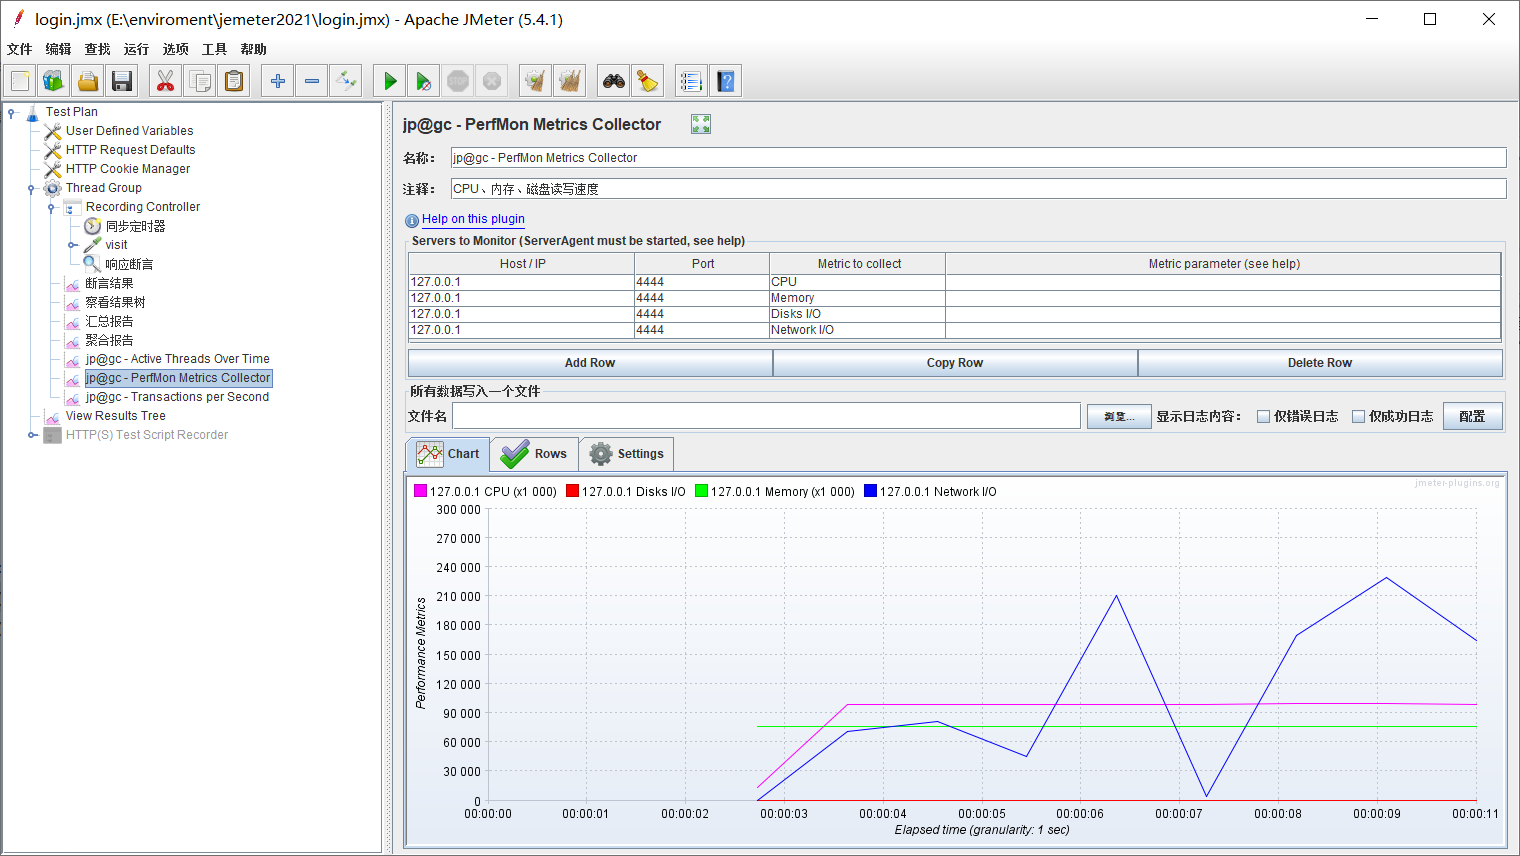 login.jmx (E:\enviroment\jemeter2021\login.jmx) - Apache JMeter (5.4.1)
文件 编辑 查找 运行 选项 工具 帮助
STOP
Test Plan
User Defined Variables
HTTP Request Defaults
HTTP Cookie Manager
Thread Group
Recording Controller
同步定时器
visit
响应断言
断言结果
察看结果树
汇总报告
聚合报告
jp@gc - Active Threads Over Time
jp@gc - PerfMon Metrics Collector
jp@gc - Transactions per Second
View Results Tree
HTTP(S) Test Script Recorder
jp@gc - PerfMon Metrics Collector
名称： jp@gc - PerfMon Metrics Collector
注释： CPU、内存、磁盘读写速度
Help on this plugin
Servers to Monitor (ServerAgent must be started, see help)
Host / IP Port Metric to collect Metric parameter (see help)
127.0.0.1 4444 CPU
127.0.0.1 4444 Memory
127.0.0.1 4444 Disks I/O
127.0.0.1 4444 Network I/O
Add Row Copy Row Delete Row
所有数据写入一个文件
文件名 浏览... 显示日志内容： 仅错误日志 仅成功日志 配置
Chart Rows Settings
127.0.0.1 CPU (x1 000) 127.0.0.1 Disks I/O 127.0.0.1 Memory (x1 000) 127.0.0.1 Network I/O
jmeter-plugins.org
300 000
270 000
240 000
210 000
180 000
150 000
120 000
90 000
60 000
30 000
0
Performance Metrics
00:00:00 00:00:01 00:00:02 00:00:03 00:00:04 00:00:05 00:00:06 00:00:07 00:00:08 00:00:09 00:00:11
Elapsed time (granularity: 1 sec)